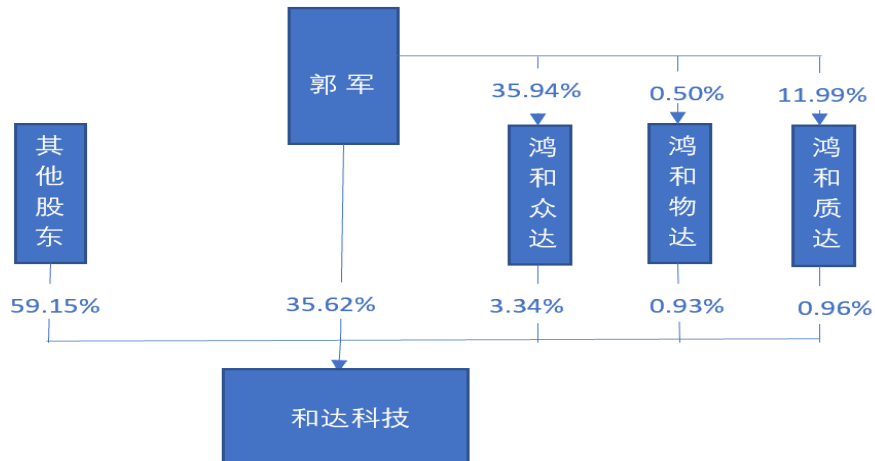 郭 军
35.94%
0.50%
11.99%
其他股东
鸿和众达
鸿和物达
鸿和质达
59.15%
35.62%
3.34%
0.93%
0.96%
和达科技